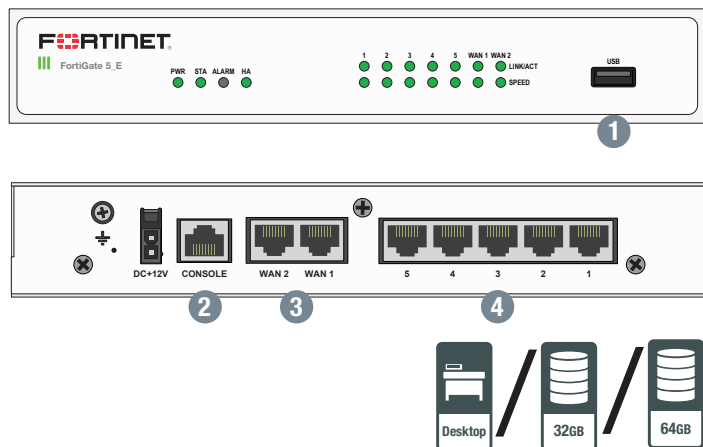 FORTINET.
FortiGate 5_E
PWR STA ALARM HA
1 2 3 4 5 WAN 1 WAN 2
LINK/ACT
SPEED
USB
1
DC+12V CONSOLE WAN 2 WAN 1 5 4 3 2 1
2 3 4
Desktop / 32GB / 64GB